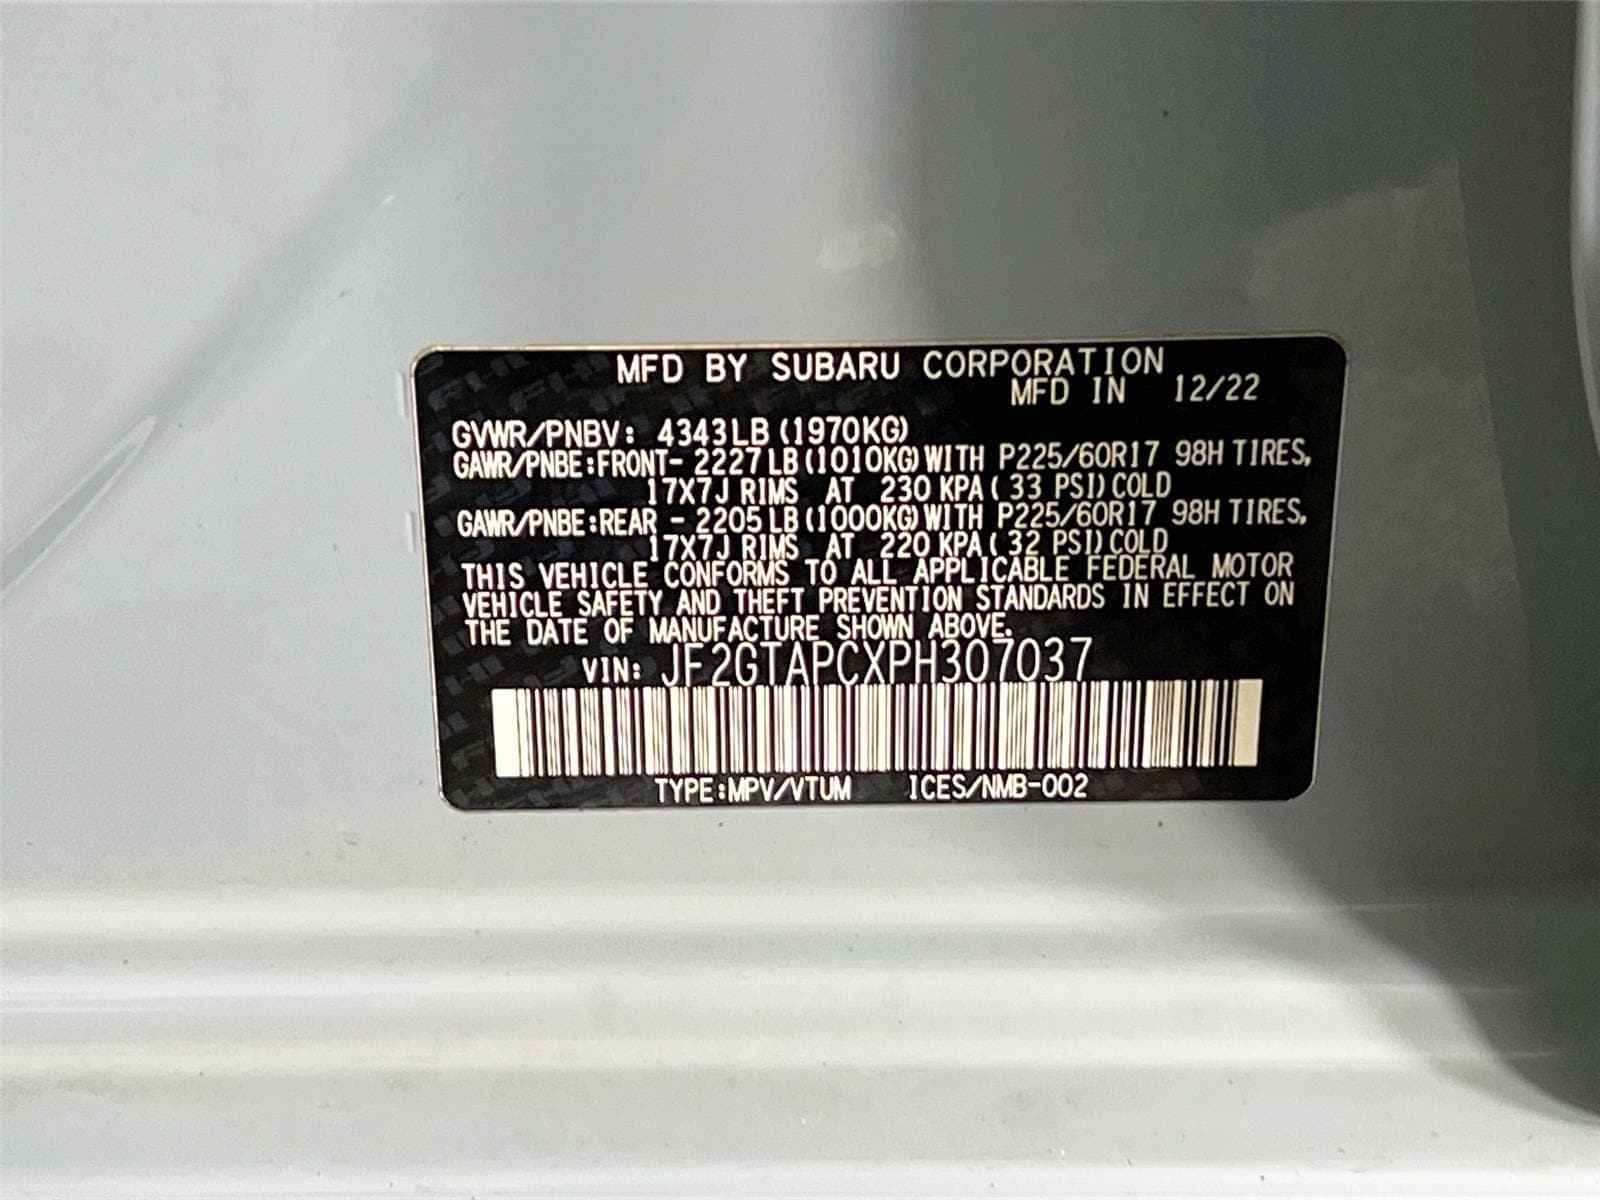 MFD BY SUBARU CORPORATION
MFD IN 12/22
GVWR/PNBV: 4343LB (1970KG)
GAWR/PNBE:FRONT- 2227LB(1010KG)WITH P225/60R17 98H TIRES,
17X7J RIMS AT 230 KPA( 33 PSI)COLD
GAWR/PNBE:REAR - 2205LB(1000KG)WITH P225/60R17 98H TIRES,
17X7J RIMS AT 220 KPA( 32 PSI)COLD
THIS VEHICLE CONFORMS TO ALL APPLICABLE FEDERAL MOTOR
VEHICLE SAFETY AND THEFT PREVENTION STANDARDS IN EFFECT ON
THE DATE OF MANUFACTURE SHOWN ABOVE.
VIN: JF2GTAPCXPH307037
TYPE:MPV/VTUM ICES/NMB-002